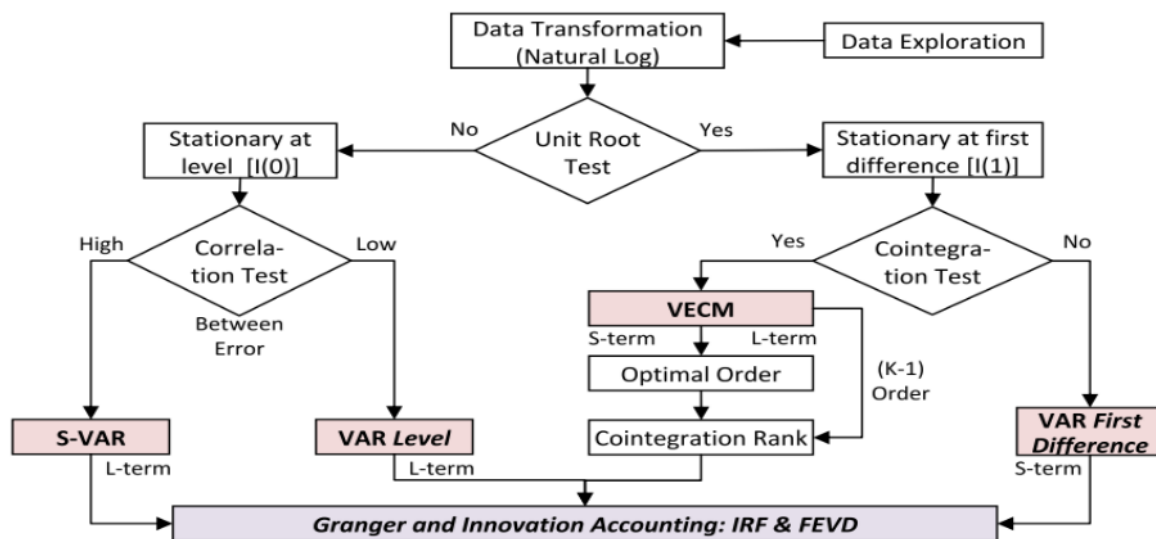 Data Transformation
(Natural Log)
Data Exploration
No
Unit Root
Test
Yes
Stationary at
level [I(0)]
Stationary at first
difference [I(1)]
High
Correla-
tion Test
Low
Between
Error
Yes
Cointegra-
tion Test
No
VECM
S-term
L-term
Optimal Order
(K-1)
Order
Cointegration Rank
S-VAR
L-term
VAR Level
L-term
VAR First
Difference
S-term
Granger and Innovation Accounting: IRF & FEVD